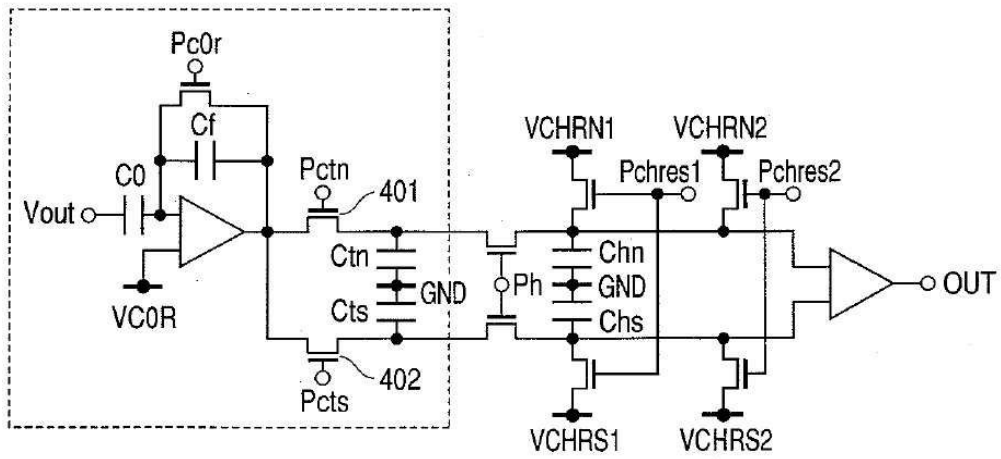 Pc0r
Cf
C0
Vout
VC0R
Pctn
401
Ctn
GND
Cts
402
Pcts
Ph
VCHRN1
VCHRN2
Pchres1
Pchres2
Chn
GND
Chs
OUT
VCHRS1
VCHRS2